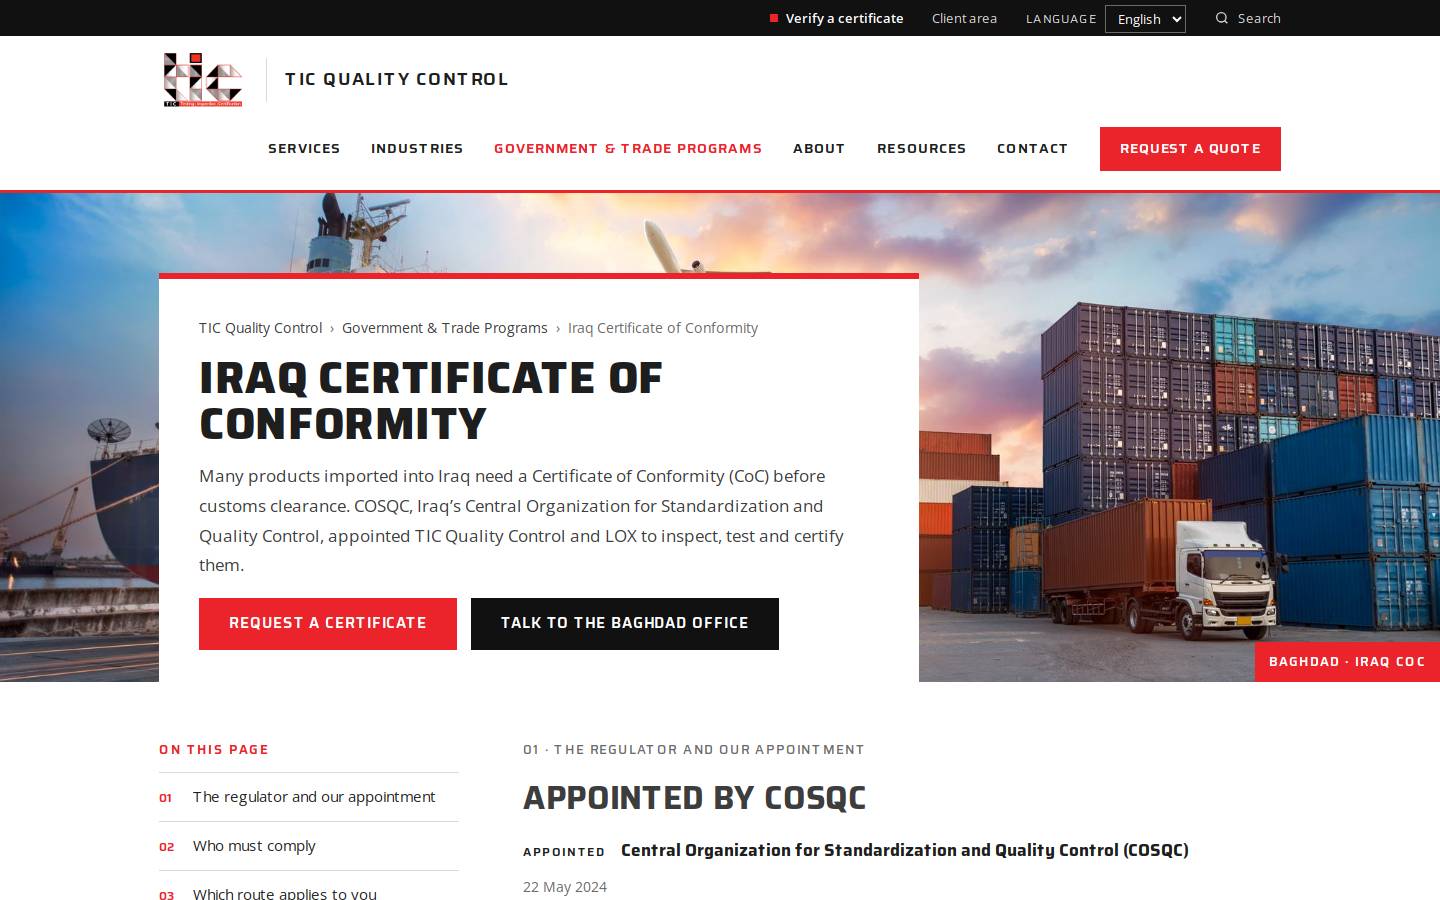 Verify a certificate
Client area
LANGUAGE
English
Search
tic
TIC QUALITY CONTROL
SERVICES
INDUSTRIES
GOVERNMENT & TRADE PROGRAMS
ABOUT
RESOURCES
CONTACT
REQUEST A QUOTE
TIC Quality Control › Government & Trade Programs › Iraq Certificate of Conformity
IRAQ CERTIFICATE OF
CONFORMITY
Many products imported into Iraq need a Certificate of Conformity (CoC) before
customs clearance. COSQC, Iraq’s Central Organization for Standardization and
Quality Control, appointed TIC Quality Control and LOX to inspect, test and certify
them.
REQUEST A CERTIFICATE
TALK TO THE BAGHDAD OFFICE
BAGHDAD · IRAQ COC
ON THIS PAGE
01 The regulator and our appointment
02 Who must comply
03 Which route applies to you
01 · THE REGULATOR AND OUR APPOINTMENT
APPOINTED BY COSQC
APPOINTED Central Organization for Standardization and Quality Control (COSQC)
22 May 2024